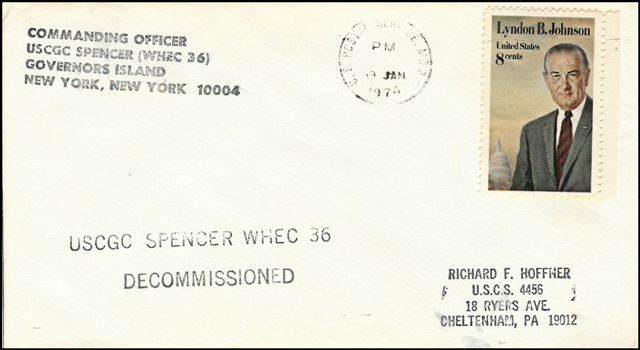 COMMANDING OFFICER
USCGC SPENCER (WHEC 36)
GOVERNORS ISLAND
NEW YORK, NEW YORK 10004
PM
JAN
Lyndon B. Johnson
United States
8 cents
USCGC SPENCER WHEC 36
DECOMMISSIONED
RICHARD F. HOFFNER
U.S.C.S. 4456
18 RYERS AVE.
CHELTENHAM, PA 19012